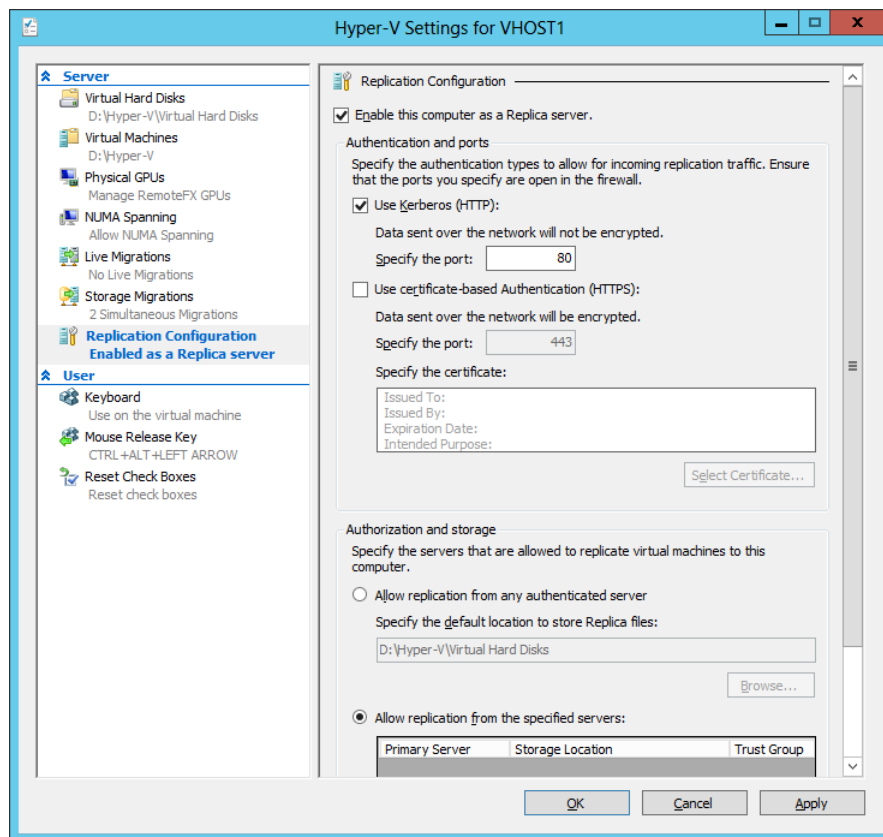 Hyper-V Settings for VHOST1
Server
Virtual Hard Disks
D:\Hyper-V\Virtual Hard Disks
Virtual Machines
D:\Hyper-V
Physical GPUs
Manage RemoteFX GPUs
NUMA Spanning
Allow NUMA Spanning
Live Migrations
No Live Migrations
Storage Migrations
2 Simultaneous Migrations
Replication Configuration
Enabled as a Replica server
User
Keyboard
Use on the virtual machine
Mouse Release Key
CTRL+ALT+LEFT ARROW
Reset Check Boxes
Reset check boxes
Replication Configuration
Enable this computer as a Replica server.
Authentication and ports
Specify the authentication types to allow for incoming replication traffic. Ensure
that the ports you specify are open in the firewall.
Use Kerberos (HTTP):
Data sent over the network will not be encrypted.
Specify the port: 80
Use certificate-based Authentication (HTTPS):
Data sent over the network will be encrypted.
Specify the port: 443
Specify the certificate:
Issued To:
Issued By:
Expiration Date:
Intended Purpose:
Select Certificate...
Authorization and storage
Specify the servers that are allowed to replicate virtual machines to this
computer.
Allow replication from any authenticated server
Specify the default location to store Replica files:
D:\Hyper-V\Virtual Hard Disks
Browse...
Allow replication from the specified servers:
Primary Server Storage Location Trust Group
OK Cancel Apply